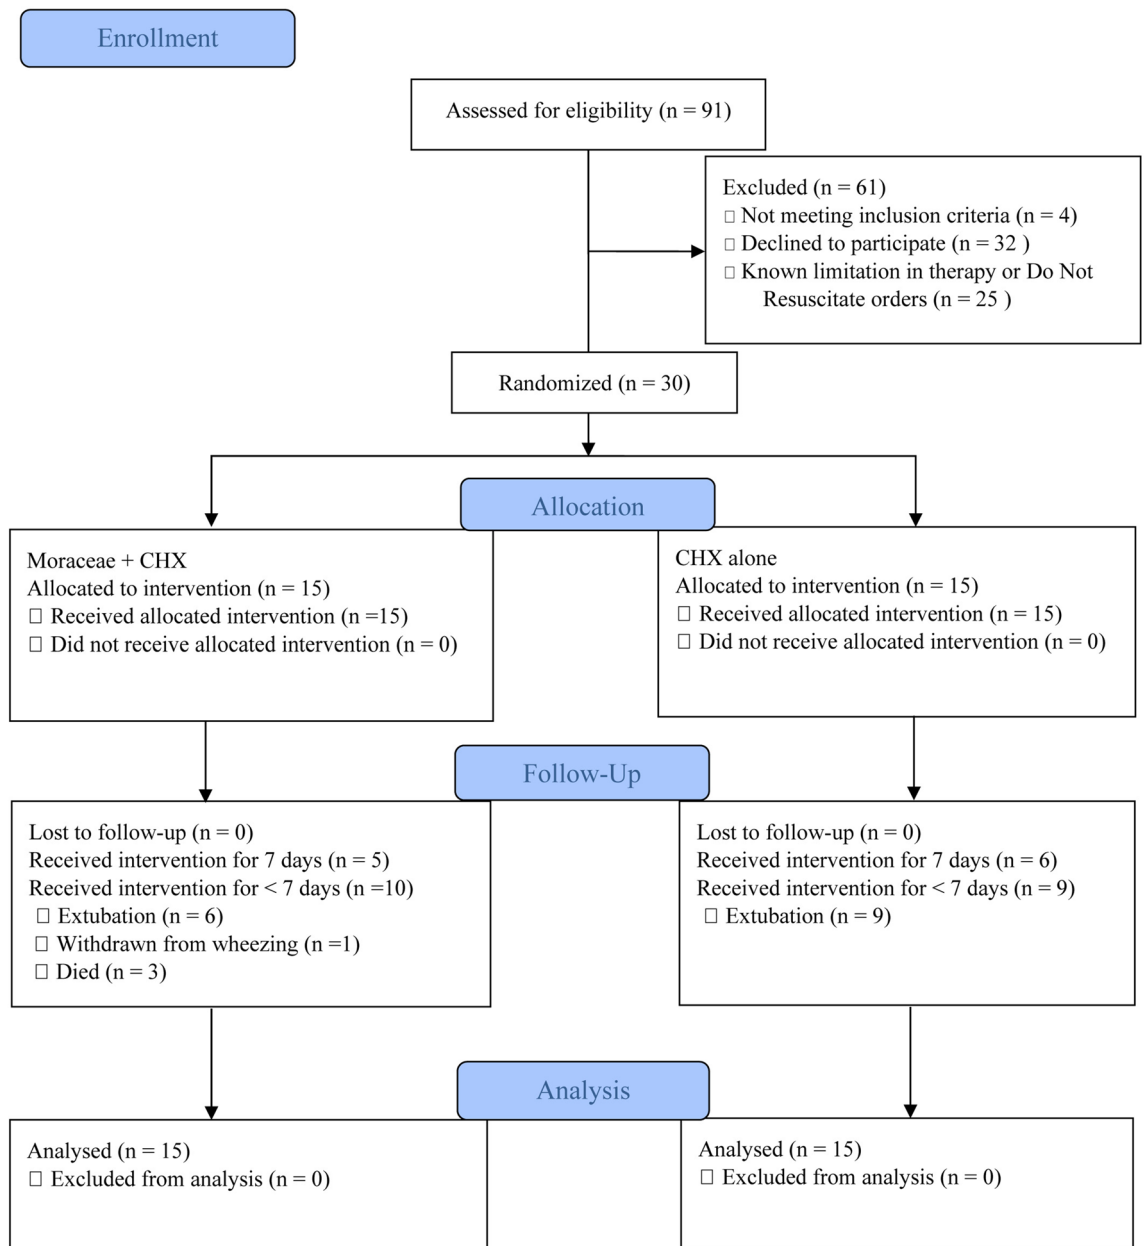 Enrollment
Assessed for eligibility (n = 91)
Excluded (n = 61)
□ Not meeting inclusion criteria (n = 4)
□ Declined to participate (n = 32 )
□ Known limitation in therapy or Do Not
Resuscitate orders (n = 25 )
Randomized (n = 30)
Allocation
Moraceae + CHX
Allocated to intervention (n = 15)
□ Received allocated intervention (n =15)
□ Did not receive allocated intervention (n = 0)
CHX alone
Allocated to intervention (n = 15)
□ Received allocated intervention (n = 15)
□ Did not receive allocated intervention (n = 0)
Follow-Up
Lost to follow-up (n = 0)
Received intervention for 7 days (n = 5)
Received intervention for < 7 days (n =10)
□ Extubation (n = 6)
□ Withdrawn from wheezing (n =1)
□ Died (n = 3)
Lost to follow-up (n = 0)
Received intervention for 7 days (n = 6)
Received intervention for < 7 days (n = 9)
□ Extubation (n = 9)
Analysis
Analysed (n = 15)
□ Excluded from analysis (n = 0)
Analysed (n = 15)
□ Excluded from analysis (n = 0)